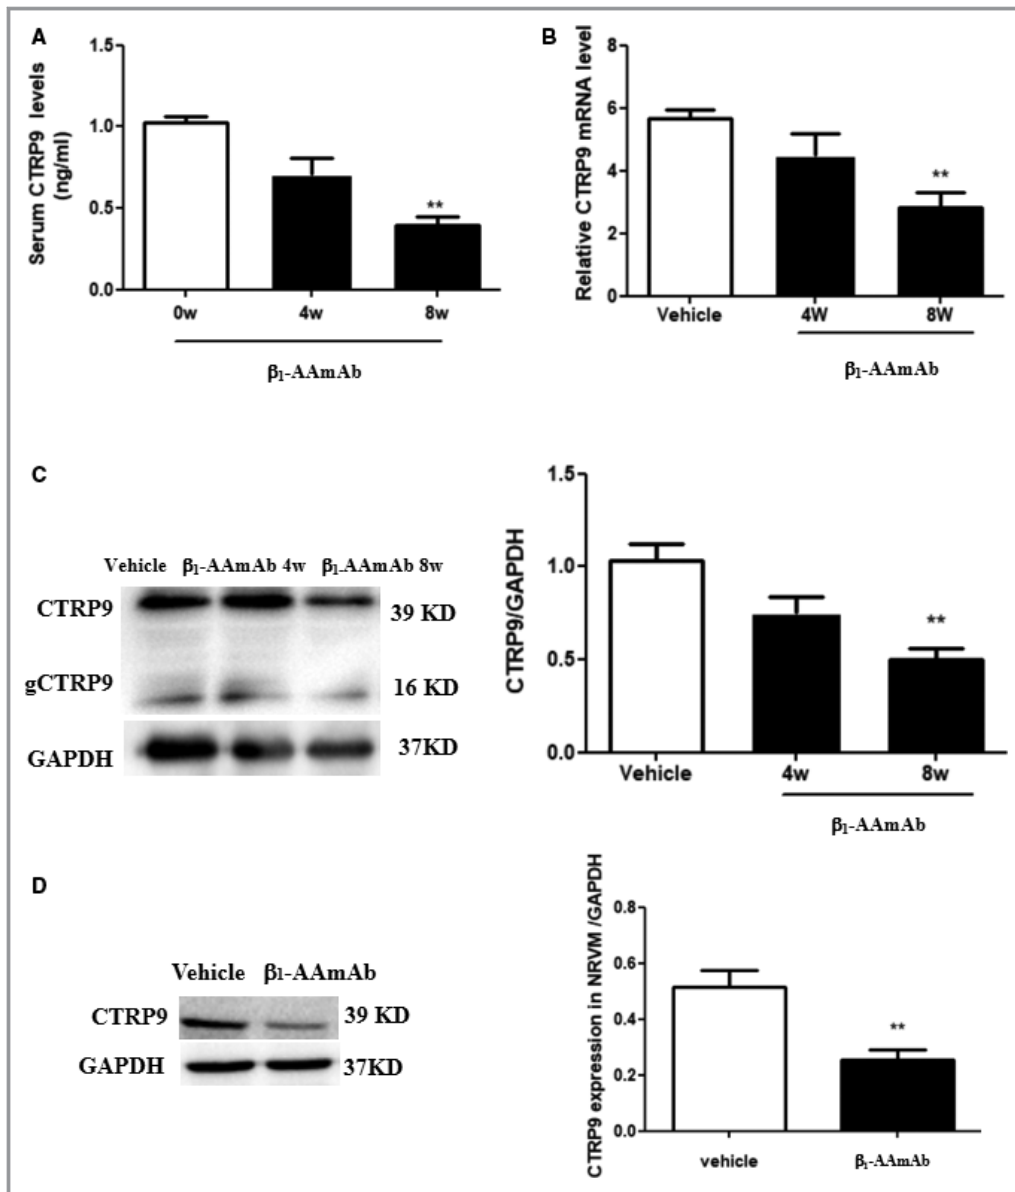 A
Serum CTRP9 levels
(ng/ml)
1.5
1.0
0.5
0.0
**
0w 4w 8w
β1-AAmAb
B
Relative CTRP9 mRNA level
8
6
4
2
0
**
Vehicle 4W 8W
β1-AAmAb
C
Vehicle β1-AAmAb 4w β1-AAmAb 8w
CTRP9 39 KD
gCTRP9 16 KD
GAPDH 37KD
CTRP9/GAPDH
1.5
1.0
0.5
0.0
**
Vehicle 4w 8w
β1-AAmAb
D
Vehicle β1-AAmAb
CTRP9 39 KD
GAPDH 37KD
CTRP9 expression in NRVM /GAPDH
0.8
0.6
0.4
0.2
0.0
**
vehicle β1-AAmAb